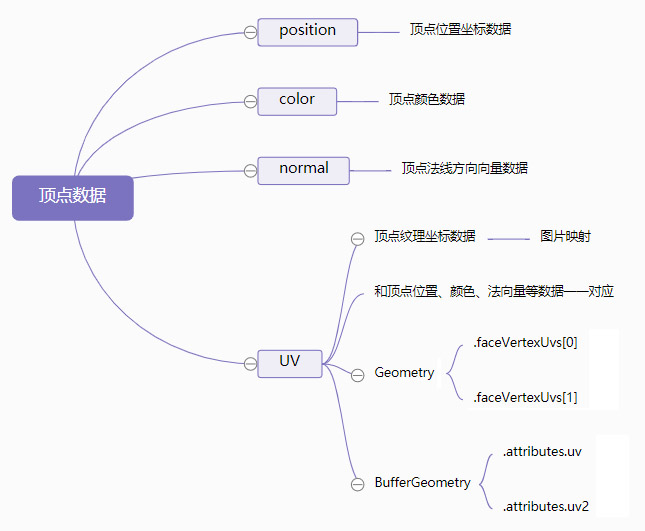 顶点数据
position
顶点位置坐标数据
color
顶点颜色数据
normal
顶点法线方向向量数据
UV
顶点纹理坐标数据
图片映射
和顶点位置、颜色、法向量等数据一一对应
Geometry
.faceVertexUvs[0]
.faceVertexUvs[1]
BufferGeometry
.attributes.uv
.attributes.uv2